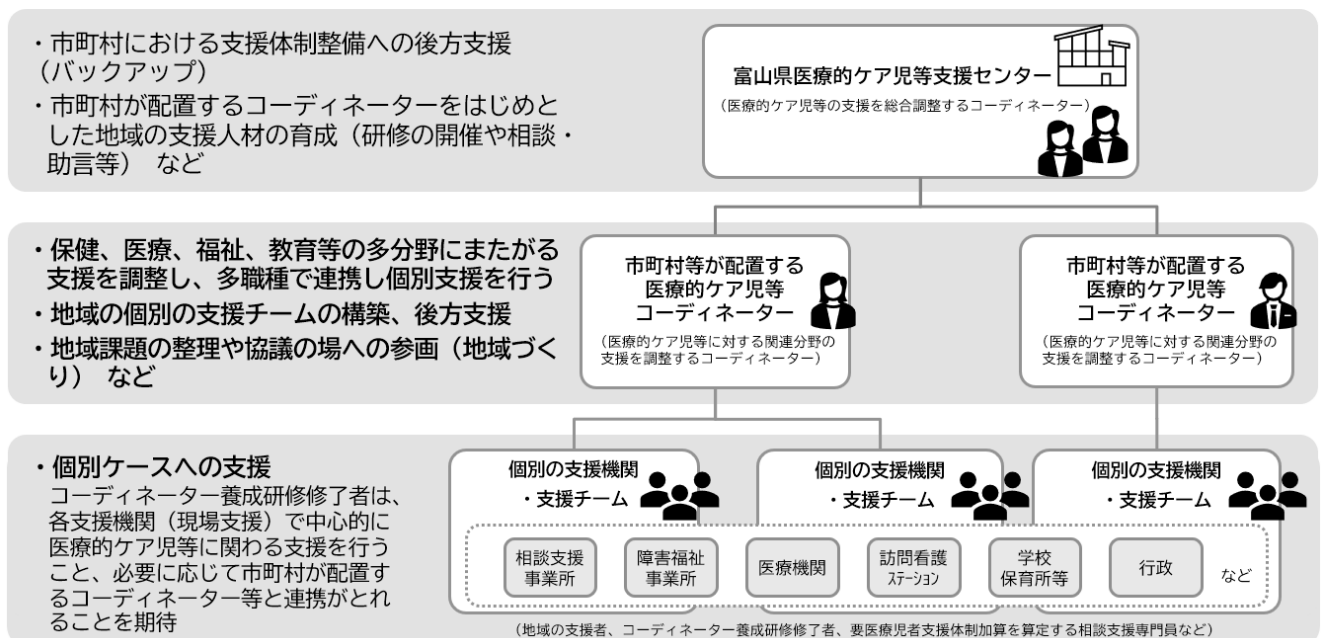 ・市町村における支援体制整備への後方支援
（バックアップ）
・市町村が配置するコーディネーターをはじめと
した地域の支援人材の育成（研修の開催や相談・
助言等）　など
富山県医療的ケア児等支援センター
（医療的ケア児等の支援を総合調整するコーディネーター）
・保健、医療、福祉、教育等の多分野にまたがる
支援を調整し、多職種で連携し個別支援を行う
・地域の個別の支援チームの構築、後方支援
・地域課題の整理や協議の場への参画（地域づく
り）　など
市町村等が配置する
医療的ケア児等
コーディネーター
（医療的ケア児等に対する関連分野の
支援を調整するコーディネーター）
市町村等が配置する
医療的ケア児等
コーディネーター
（医療的ケア児等に対する関連分野の
支援を調整するコーディネーター）
・個別ケースへの支援
コーディネーター養成研修修了者は、
各支援機関（現場支援）で中心的に
医療的ケア児等に関わる支援を行う
こと、必要に応じて市町村が配置す
るコーディネーター等と連携がとれ
ることを期待
個別の支援機関
・支援チーム
個別の支援機関
・支援チーム
個別の支援機関
・支援チーム
相談支援
事業所
障害福祉
事業所
医療機関
訪問看護
ｽﾃｰｼｮﾝ
学校
保育所等
行政
など
（地域の支援者、コーディネーター養成研修修了者、要医療児者支援体制加算を算定する相談支援専門員など）